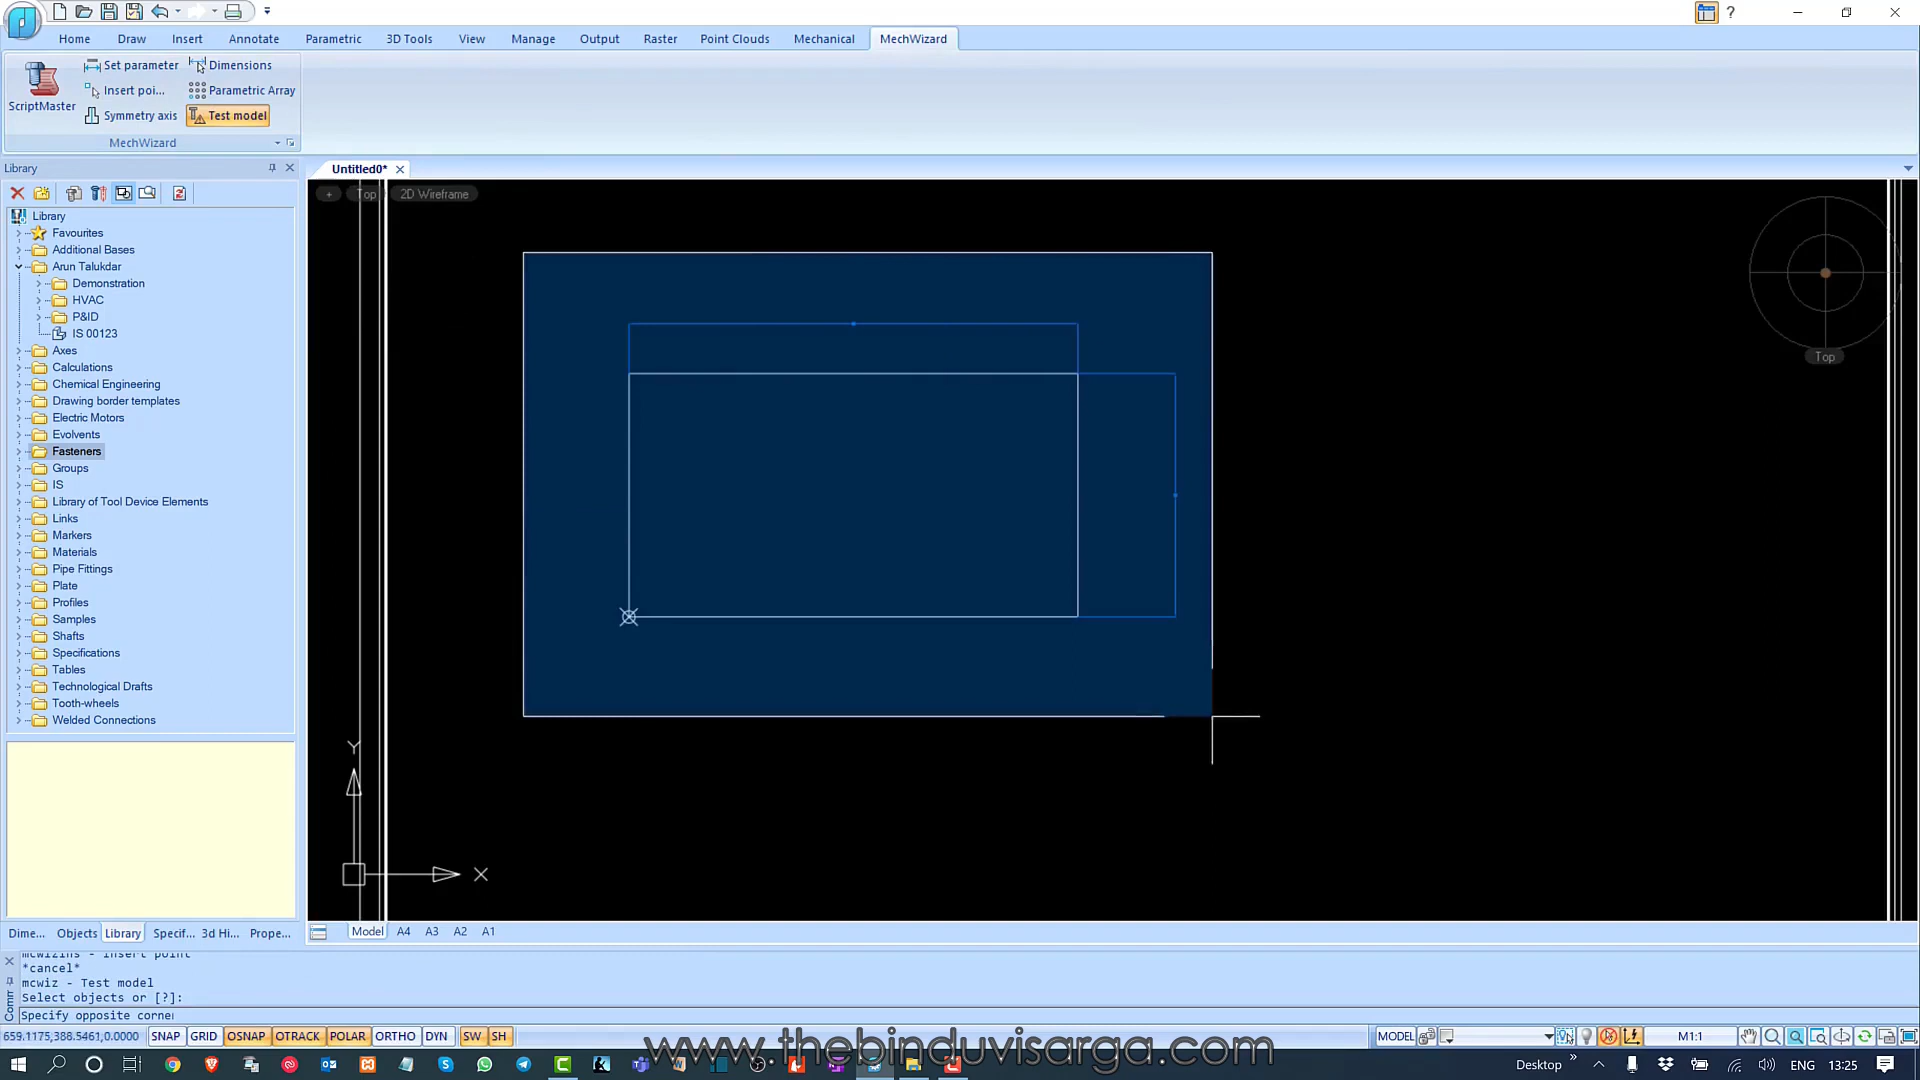 Home Draw Insert Annotate Parametric 3D Tools View Manage Output Raster Point Clouds Mechanical MechWizard
Set parameter Dimensions
ScriptMaster Insert poi... Parametric Array
Symmetry axis Test model
MechWizard
Library
Untitled0*
+ Top 2D Wireframe
Library
Favourites
Additional Bases
Arun Talukdar
Demonstration
HVAC
P&ID
IS 00123
Axes
Calculations
Chemical Engineering
Drawing border templates
Electric Motors
Evolvents
Fasteners
Groups
IS
Library of Tool Device Elements
Links
Markers
Materials
Pipe Fittings
Plate
Profiles
Samples
Shafts
Specifications
Tables
Technological Drafts
Tooth-wheels
Welded Connections
Top
Y
X
Dime... Objects Library Specif... 3d Hi... Prope...
Model A4 A3 A2 A1
mcwizins - Insert point
*cancel*
mcwiz - Test model
Select objects or [?]:
Specify opposite corne
659.1175,388.5461,0.0000 SNAP GRID OSNAP OTRACK POLAR ORTHO DYN SW SH MODEL M1:1
www.thebinduvisarga.com
Desktop ENG 13:25